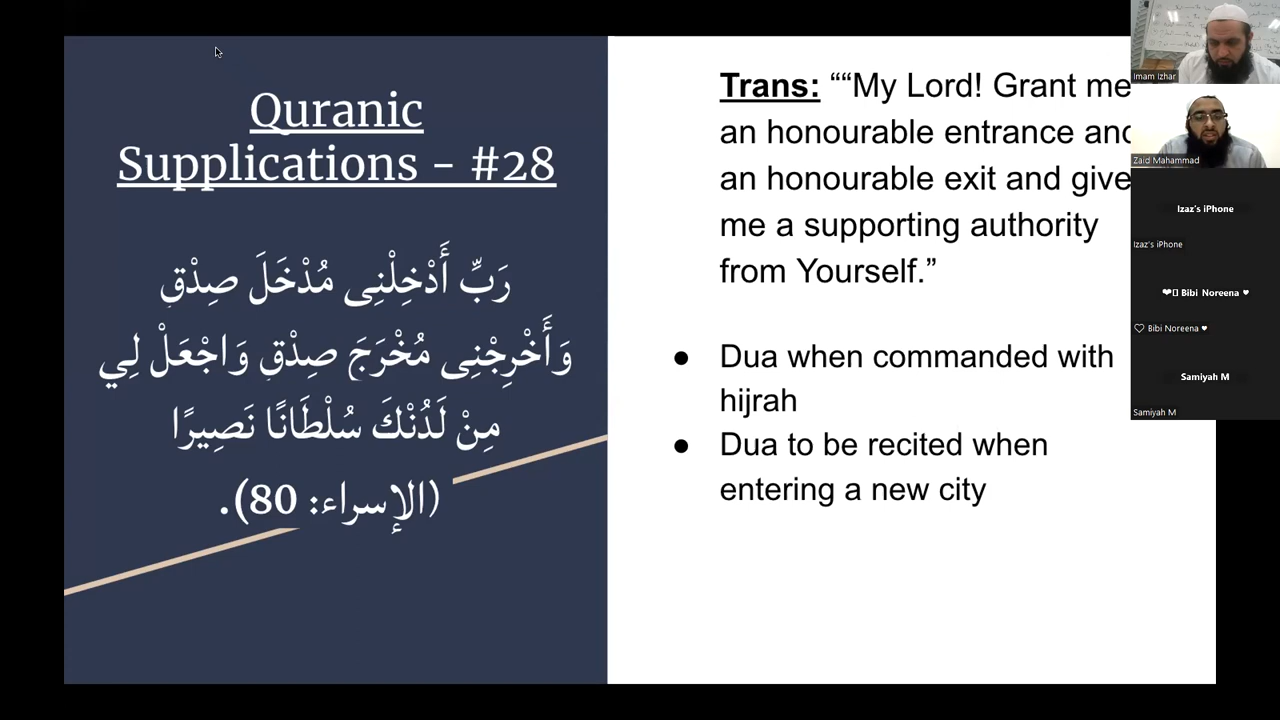 Quranic
Supplications - #28
رَبِّ أَدْخِلْنِى مُدْخَلَ صِدْقٍ
وَأَخْرِجْنِى مُخْرَجَ صِدْقٍ وَاجْعَلْ لِي
مِنْ لَدُنْكَ سُلْطَانًا نَصِيرًا
(الإسراء: 80).
Trans: ““My Lord! Grant me
an honourable entrance and
an honourable exit and give
me a supporting authority
from Yourself.”
● Dua when commanded with
hijrah
● Dua to be recited when
entering a new city
Imam Izhar
Zaid Mahammad
Izaz's iPhone
Izaz's iPhone
❤▯ Bibi Noreena ♥
♡ Bibi Noreena ♥
Samiyah M
Samiyah M